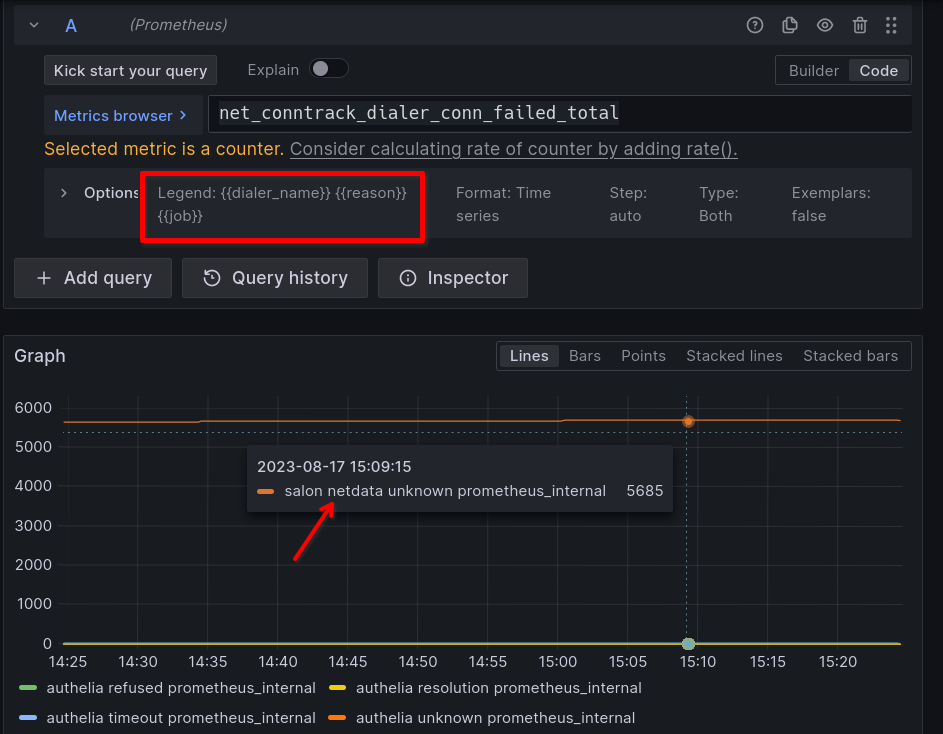 A (Prometheus)
Kick start your query Explain Builder Code
Metrics browser > net_conntrack_dialer_conn_failed_total
Selected metric is a counter. Consider calculating rate of counter by adding rate().
Options Legend: {{dialer_name}} {{reason}} Format: Time Step: Type: Exemplars:
{{job}} series auto Both false
+ Add query Query history Inspector
Graph Lines Bars Points Stacked lines Stacked bars
6000
5000
2023-08-17 15:09:15
4000
salon netdata unknown prometheus_internal 5685
3000
2000
1000
0
14:25 14:30 14:35 14:40 14:45 14:50 14:55 15:00 15:05 15:10 15:15 15:20
authelia refused prometheus_internal authelia resolution prometheus_internal
authelia timeout prometheus_internal authelia unknown prometheus_internal